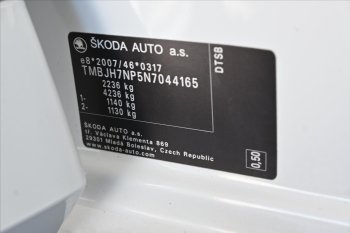 ŠKODA AUTO a.s.
e8*2007/46*0317
TMBJH7NP5N7044165
2236 kg
4236 kg
1- 1140 kg
2- 1130 kg
ŠKODA AUTO a.s.
tř. Václava Klementa 869
29301 Mladá Boleslav, Czech Republic
www.skoda-auto.com
DTSB
0,50